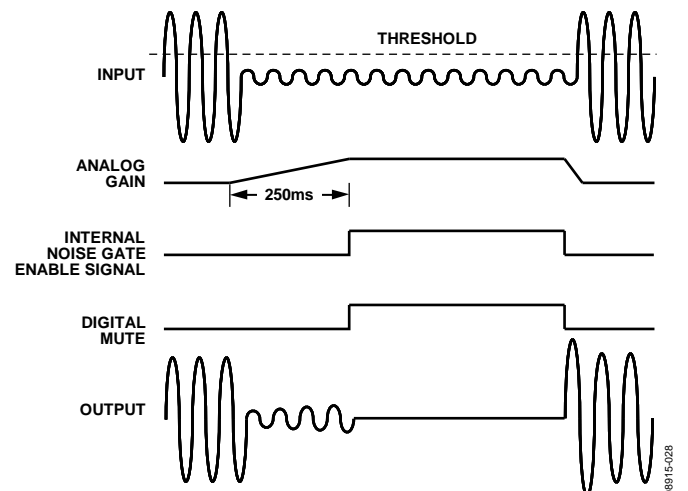 THRESHOLD
INPUT
ANALOG
GAIN
250ms
INTERNAL
NOISE GATE
ENABLE SIGNAL
DIGITAL
MUTE
OUTPUT
08915-028